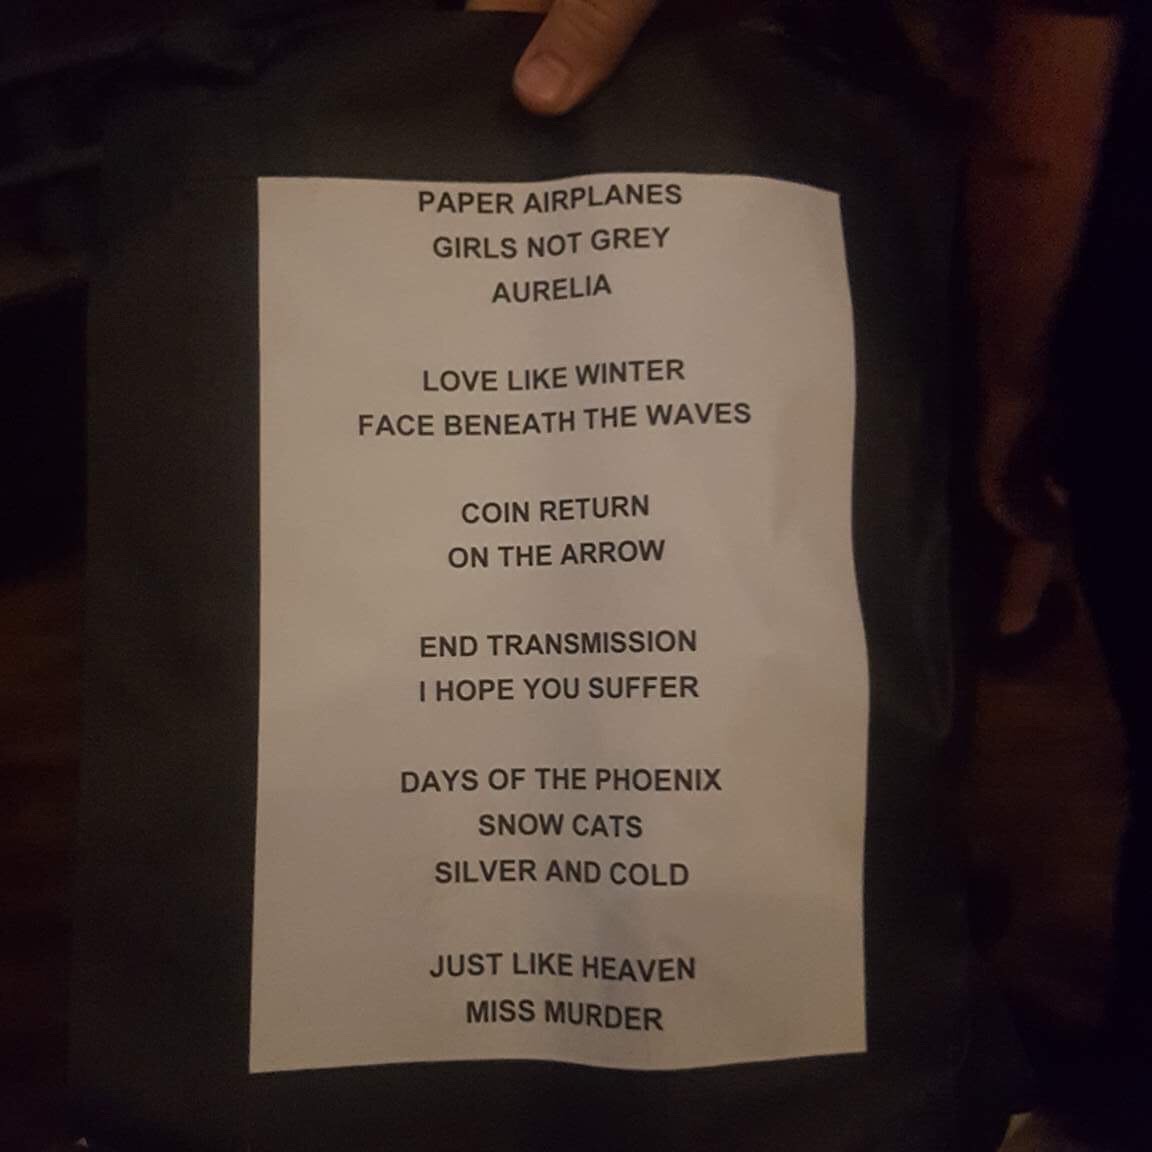 PAPER AIRPLANES
GIRLS NOT GREY
AURELIA
LOVE LIKE WINTER
FACE BENEATH THE WAVES
COIN RETURN
ON THE ARROW
END TRANSMISSION
I HOPE YOU SUFFER
DAYS OF THE PHOENIX
SNOW CATS
SILVER AND COLD
JUST LIKE HEAVEN
MISS MURDER